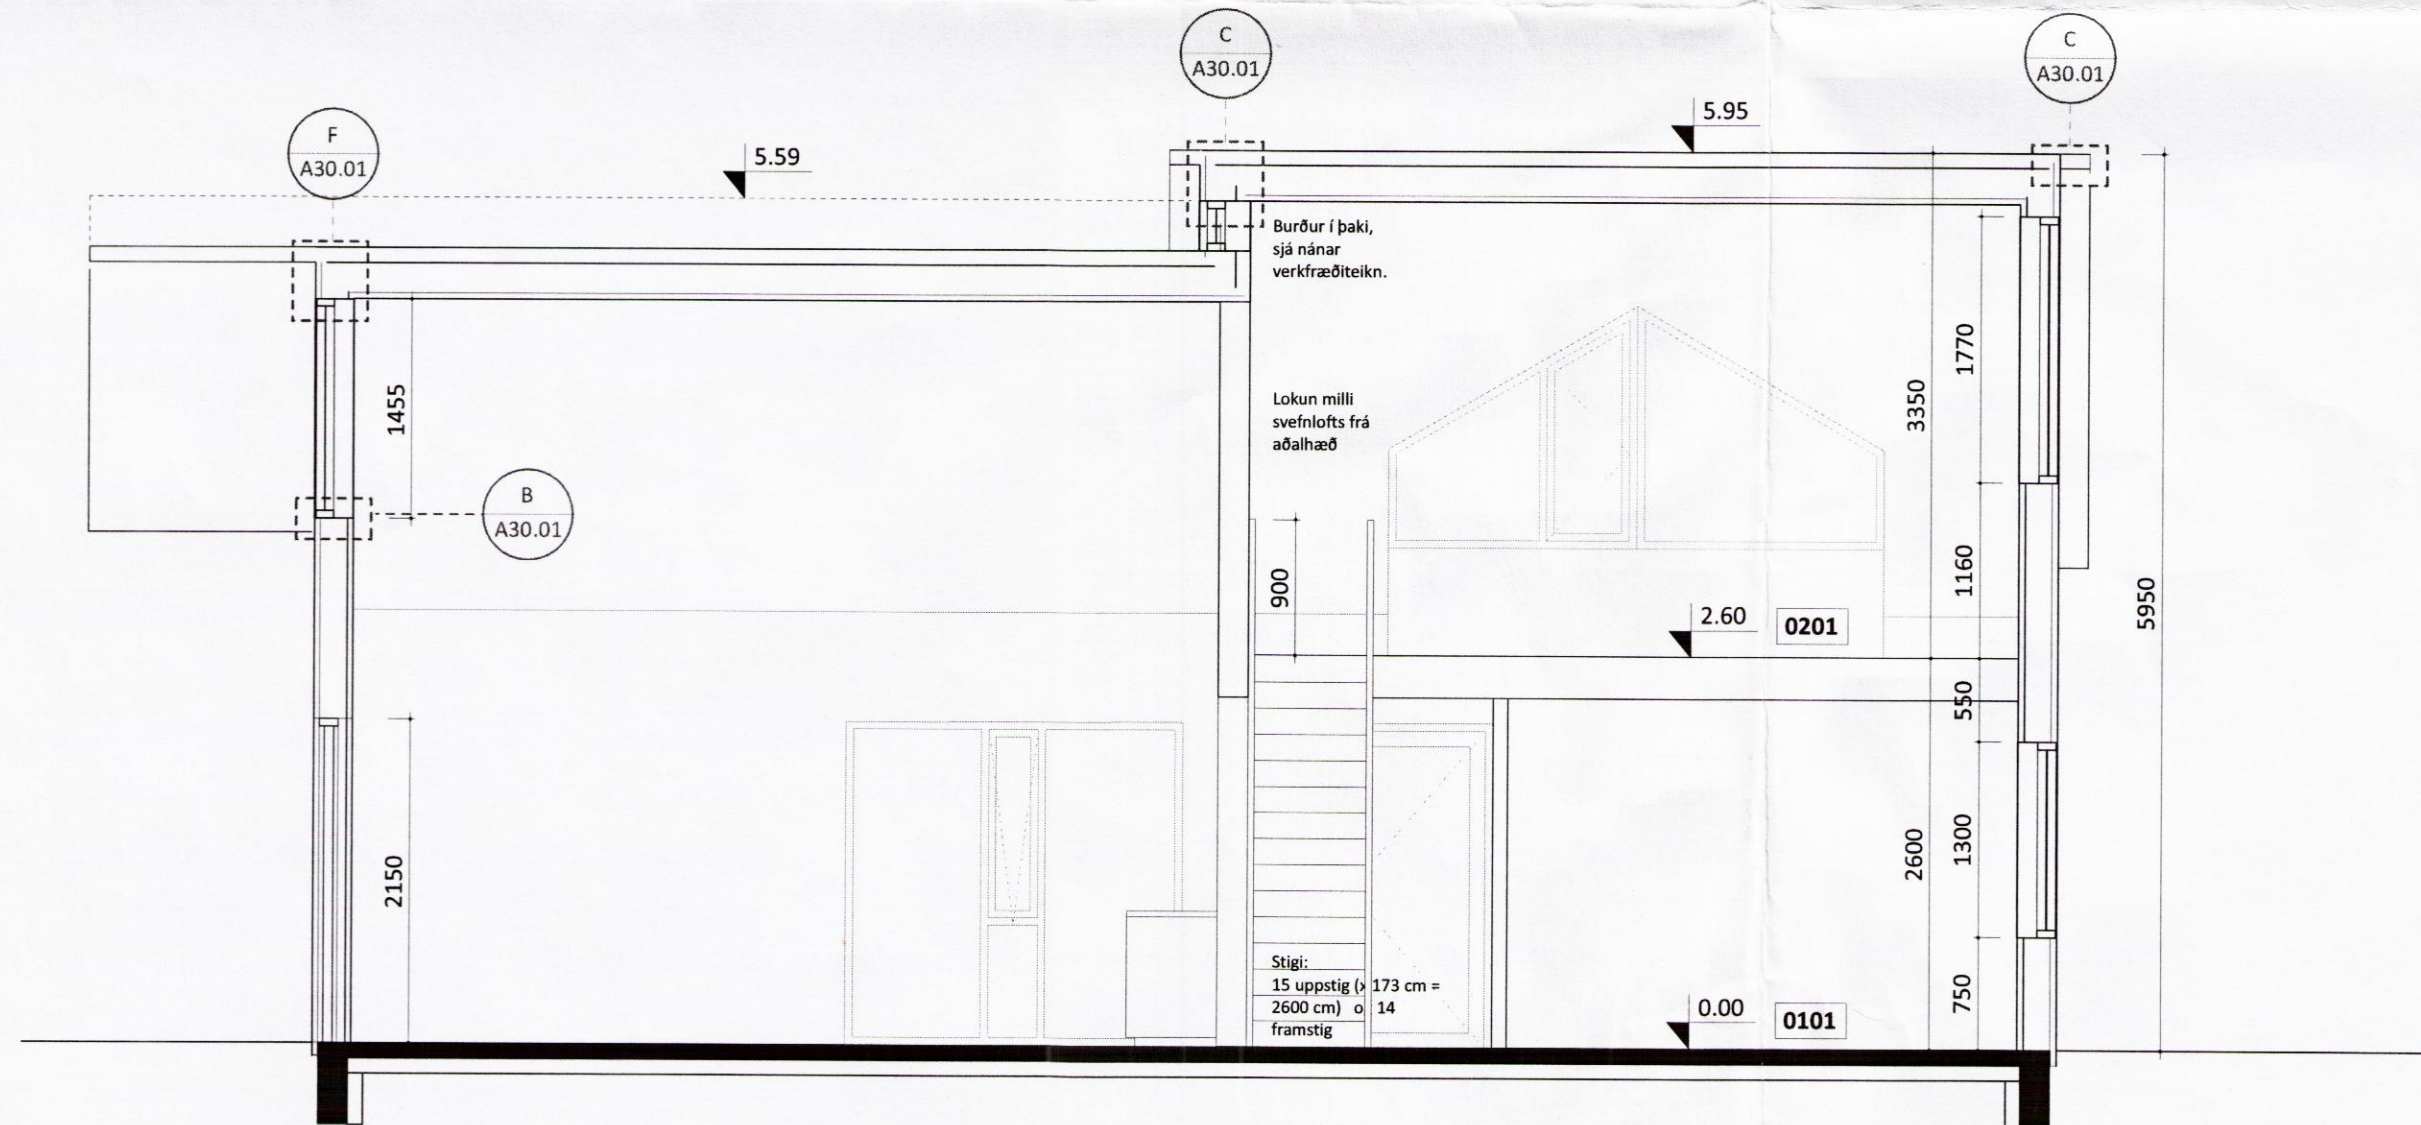 C
A30.01
C
A30.01
F
A30.01
5.59
5.95
Burður í þaki,
sjá nánar
verkfræðiteikn.
1770
3350
1455
Lokun milli
svefnlofts frá
aðalhæð
B
A30.01
900
1160
5950
2.60
0201
550
2150
2600
1300
Stigi:
15 uppstig (x 173 cm =
2600 cm) o 14
framstig
750
0.00
0101